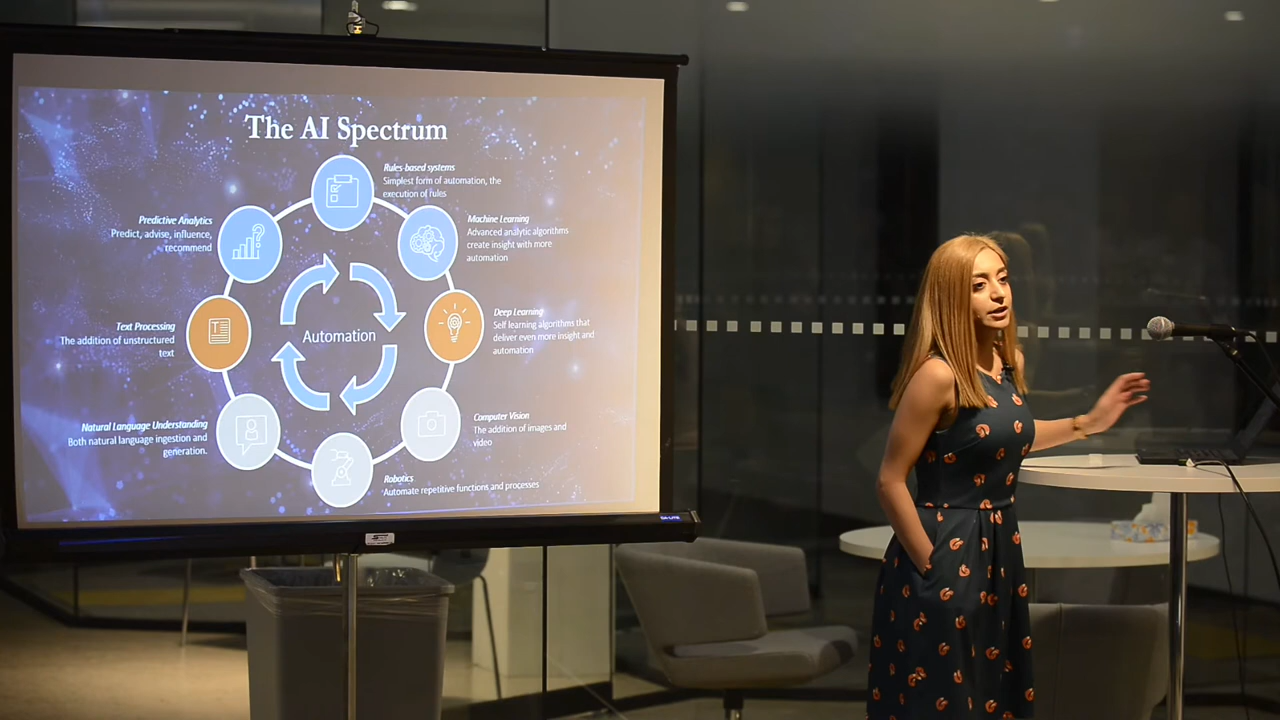 The AI Spectrum
Rules-based systems
Simplest form of automation, the
execution of rules
Machine Learning
Advanced analytic algorithms
create insight with more
automation
Deep Learning
Self learning algorithms that
deliver even more insight and
automation
Computer Vision
The addition of images and
video
Robotics
Automate repetitive functions and processes
Natural Language Understanding
Both natural language ingestion and
generation.
Text Processing
The addition of unstructured
text
Predictive Analytics
Predict, advise, influence,
recommend
Automation
T
DA-LITE